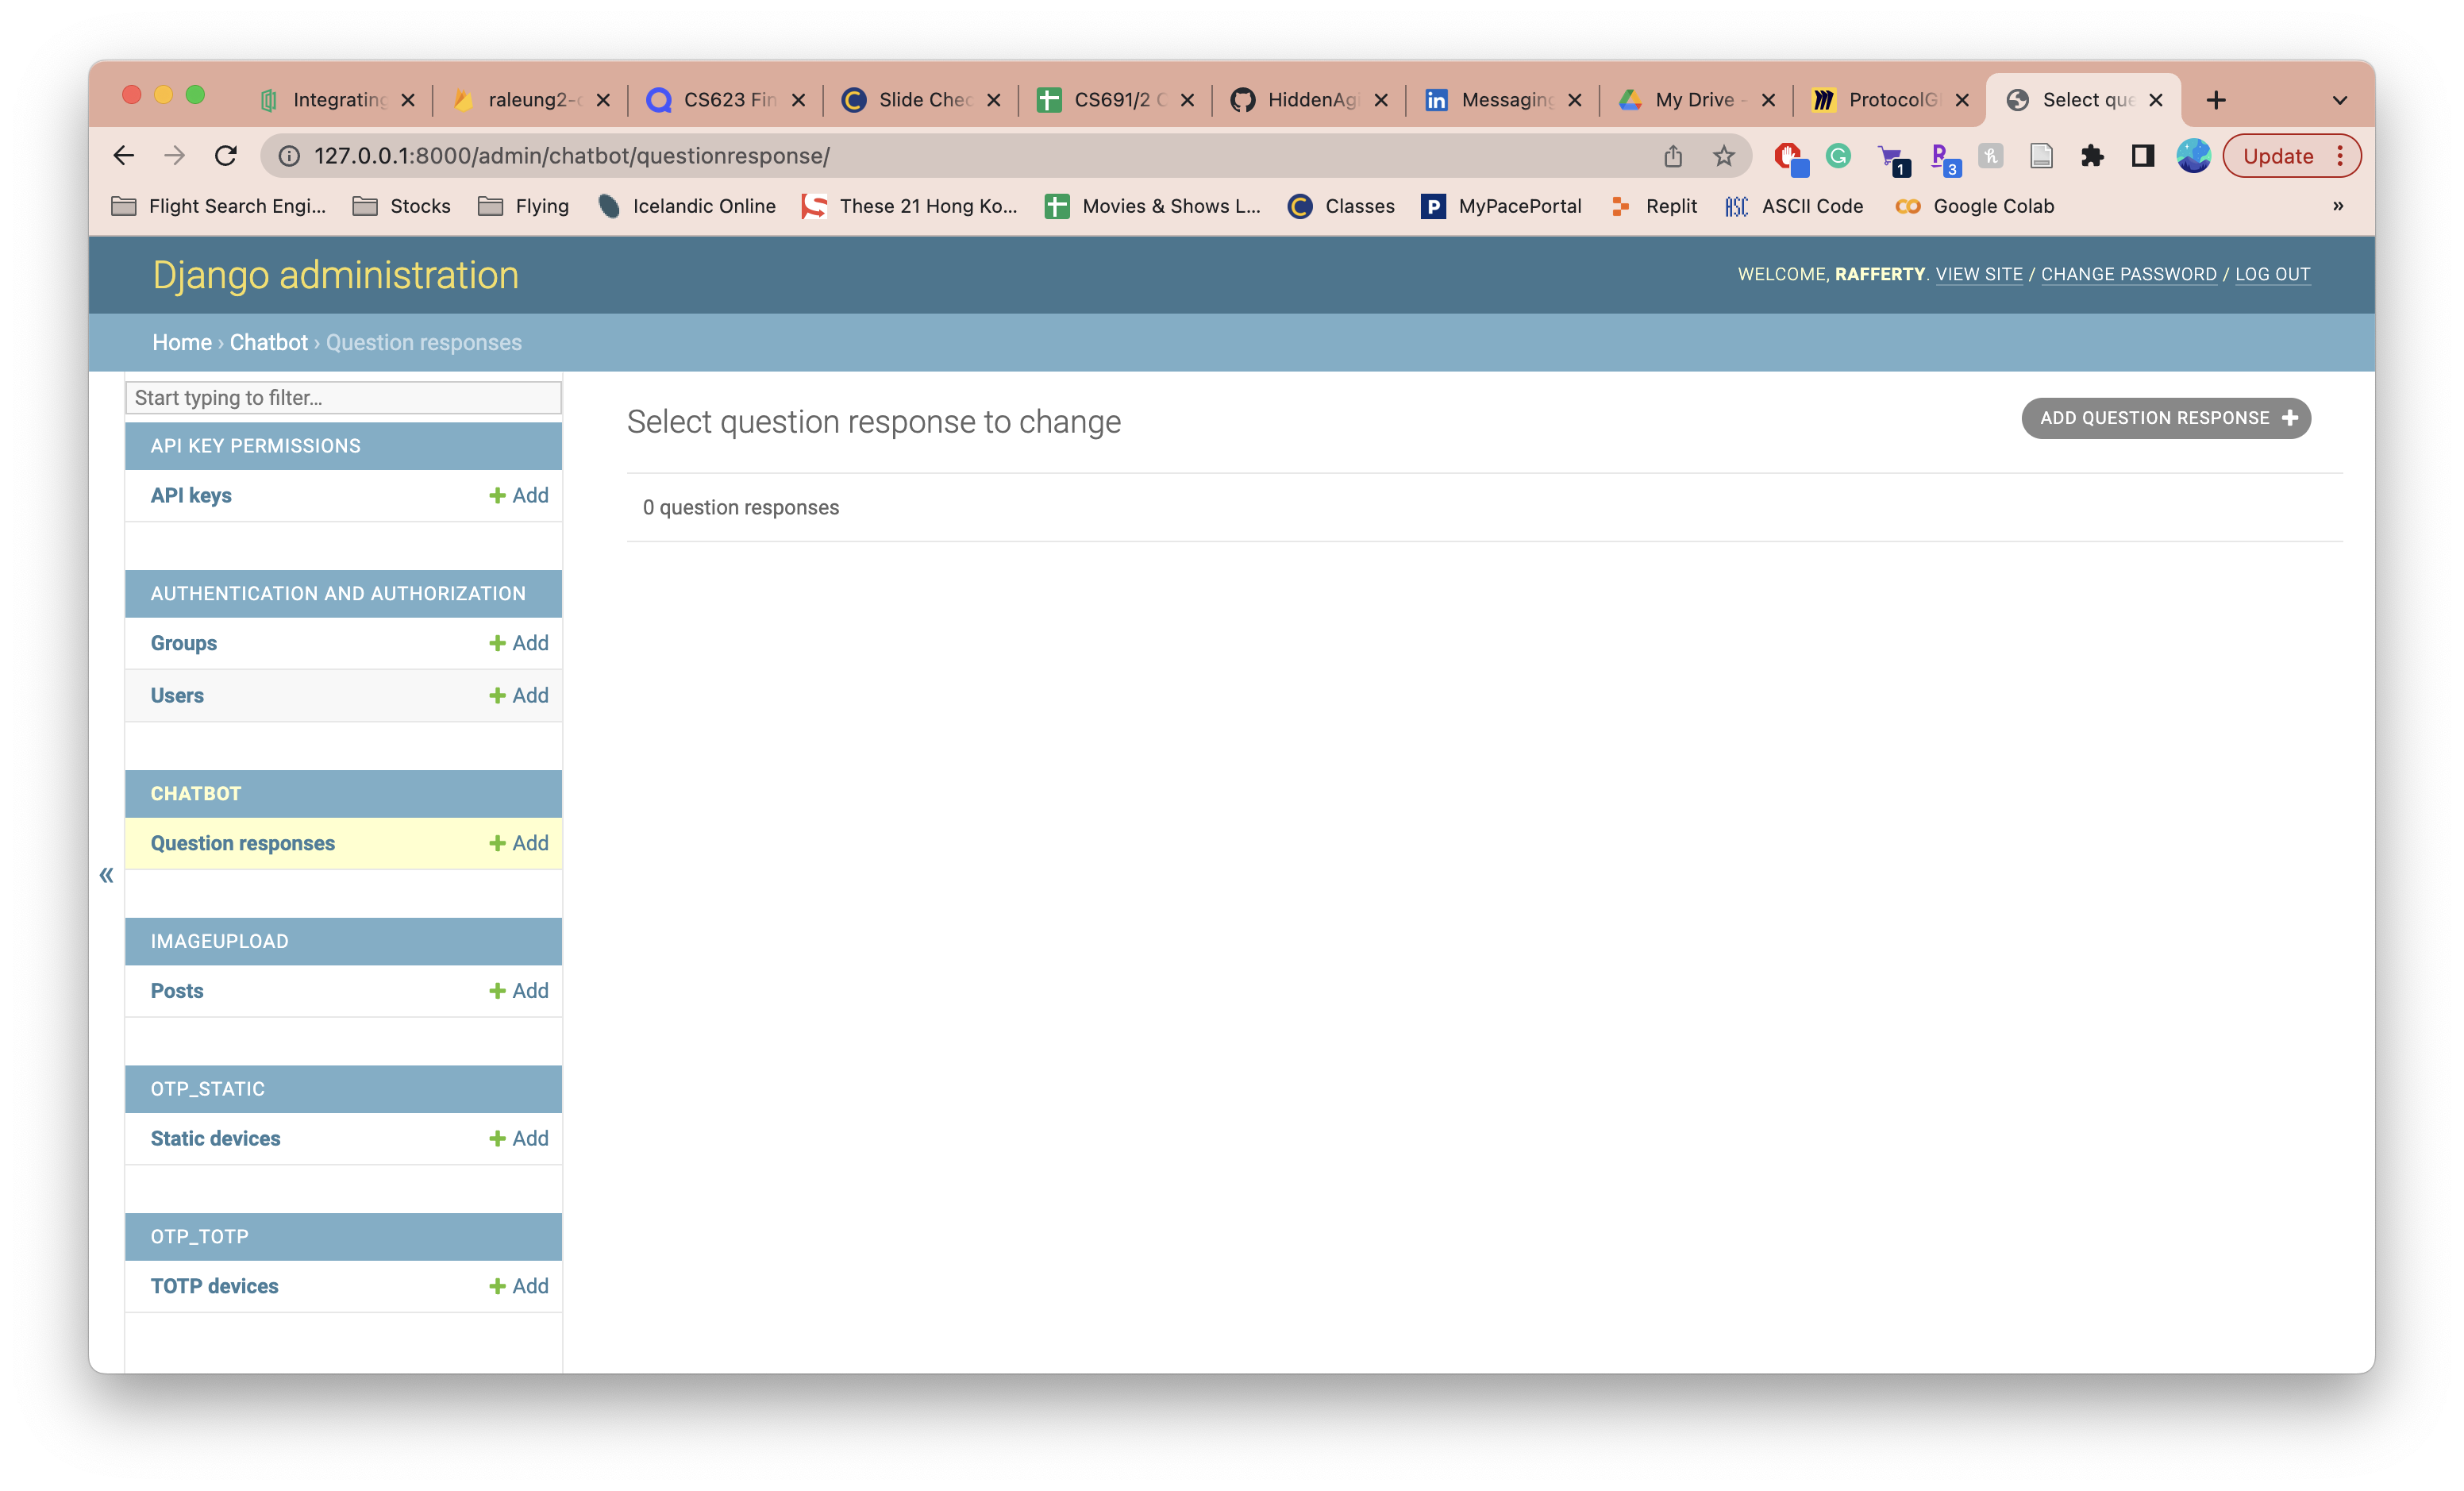 Integrating
raleung2-
CS623 Fin
Slide Chec
CS691/2 C
HiddenAgi
Messaging
My Drive -
ProtocolG
Select que
127.0.0.1:8000/admin/chatbot/questionresponse/
1
3
Update
Flight Search Engi...
Stocks
Flying
Icelandic Online
These 21 Hong Ko...
Movies & Shows L...
Classes
MyPacePortal
Replit
ASCII Code
Google Colab
»
Django administration
WELCOME, RAFFERTY. VIEW SITE / CHANGE PASSWORD / LOG OUT
Home › Chatbot › Question responses
Start typing to filter...
API KEY PERMISSIONS
API keys + Add
AUTHENTICATION AND AUTHORIZATION
Groups + Add
Users + Add
CHATBOT
Question responses + Add
«
IMAGEUPLOAD
Posts + Add
OTP_STATIC
Static devices + Add
OTP_TOTP
TOTP devices + Add
Select question response to change
ADD QUESTION RESPONSE +
0 question responses